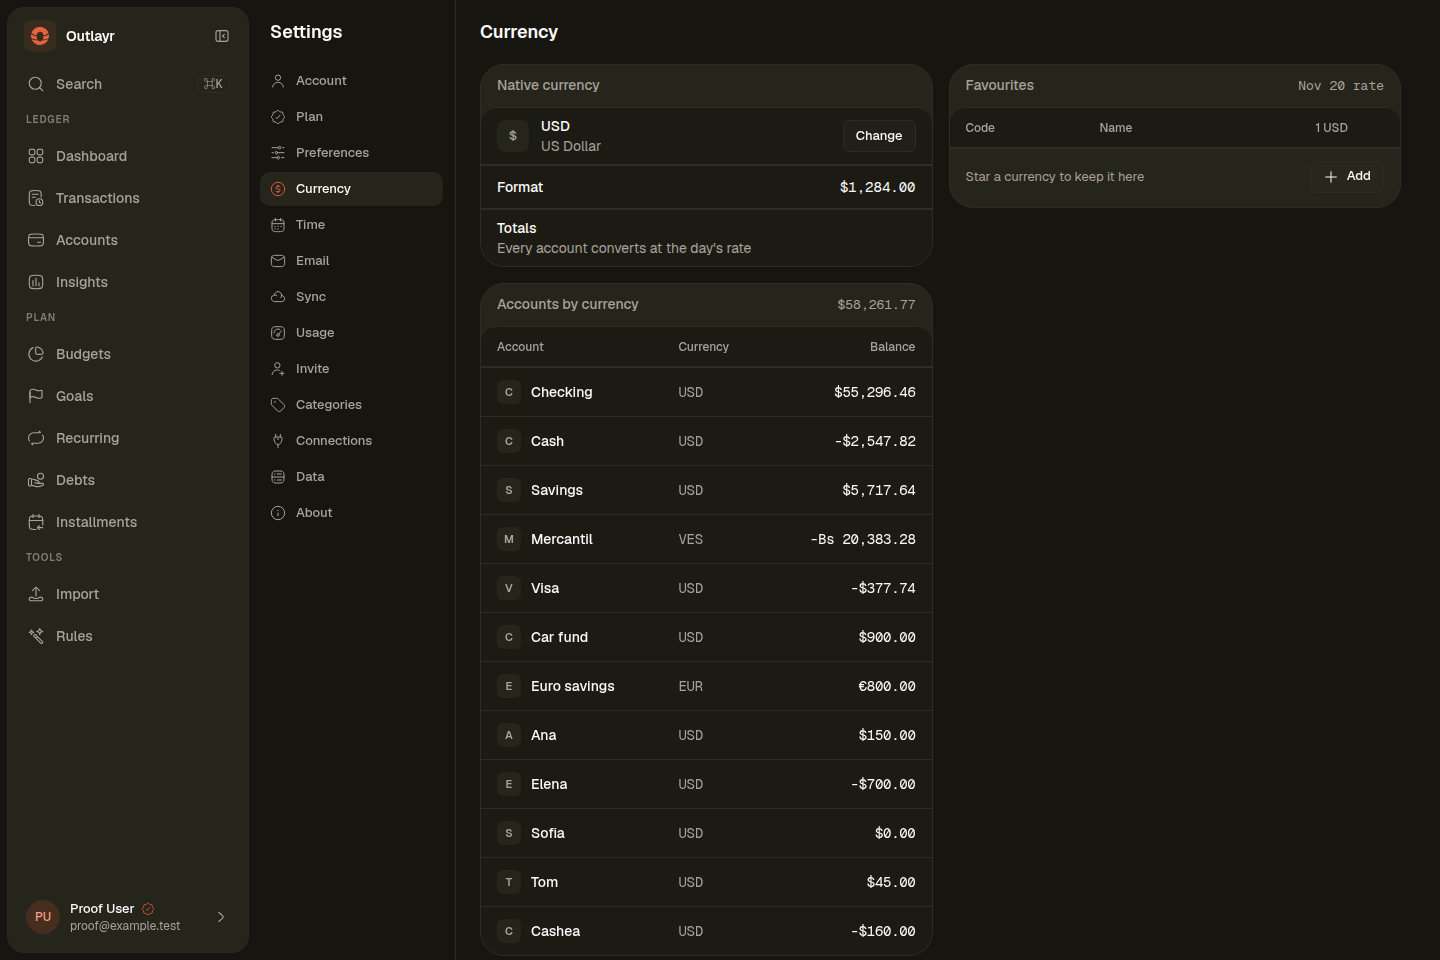 Outlayr
Search ⌘K
LEDGER
Dashboard
Transactions
Accounts
Insights
PLAN
Budgets
Goals
Recurring
Debts
Installments
TOOLS
Import
Rules
PU
Proof User
proof@example.test
Settings
Account
Plan
Preferences
Currency
Time
Email
Sync
Usage
Invite
Categories
Connections
Data
About
Currency
Native currency
$
USD
US Dollar
Change
Format $1,284.00
Totals
Every account converts at the day's rate
Accounts by currency $58,261.77
Account Currency Balance
C Checking USD $55,296.46
C Cash USD -$2,547.82
S Savings USD $5,717.64
M Mercantil VES -Bs 20,383.28
V Visa USD -$377.74
C Car fund USD $900.00
E Euro savings EUR €800.00
A Ana USD $150.00
E Elena USD -$700.00
S Sofia USD $0.00
T Tom USD $45.00
C Cashea USD -$160.00
Favourites Nov 20 rate
Code Name 1 USD
Star a currency to keep it here Add